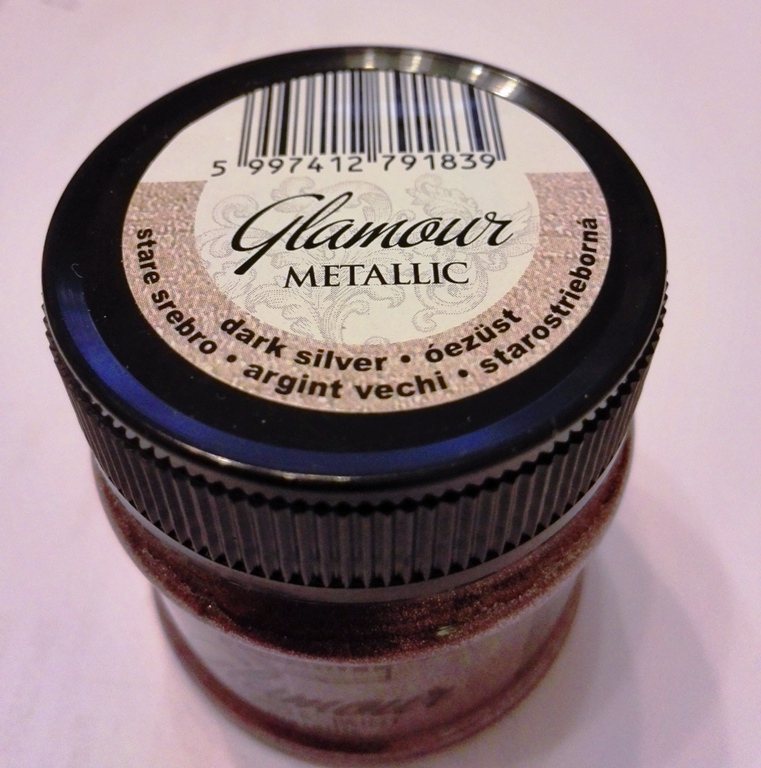 5 997412 791839
Glamour
METALLIC
dark silver • óezüst
stare srebro • argint vechi • starostrieborná